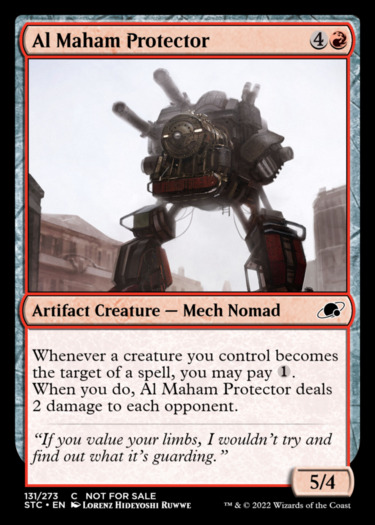 Al Maham Protector 4
Artifact Creature — Mech Nomad
Whenever a creature you control becomes
the target of a spell, you may pay 1.
When you do, Al Maham Protector deals
2 damage to each opponent.
“If you value your limbs, I wouldn’t try and
find out what it’s guarding.”
5/4
131/273 C NOT FOR SALE
STC • EN Lorenz Hideyoshi Ruwwe
™ & © 2022 Wizards of the Coast